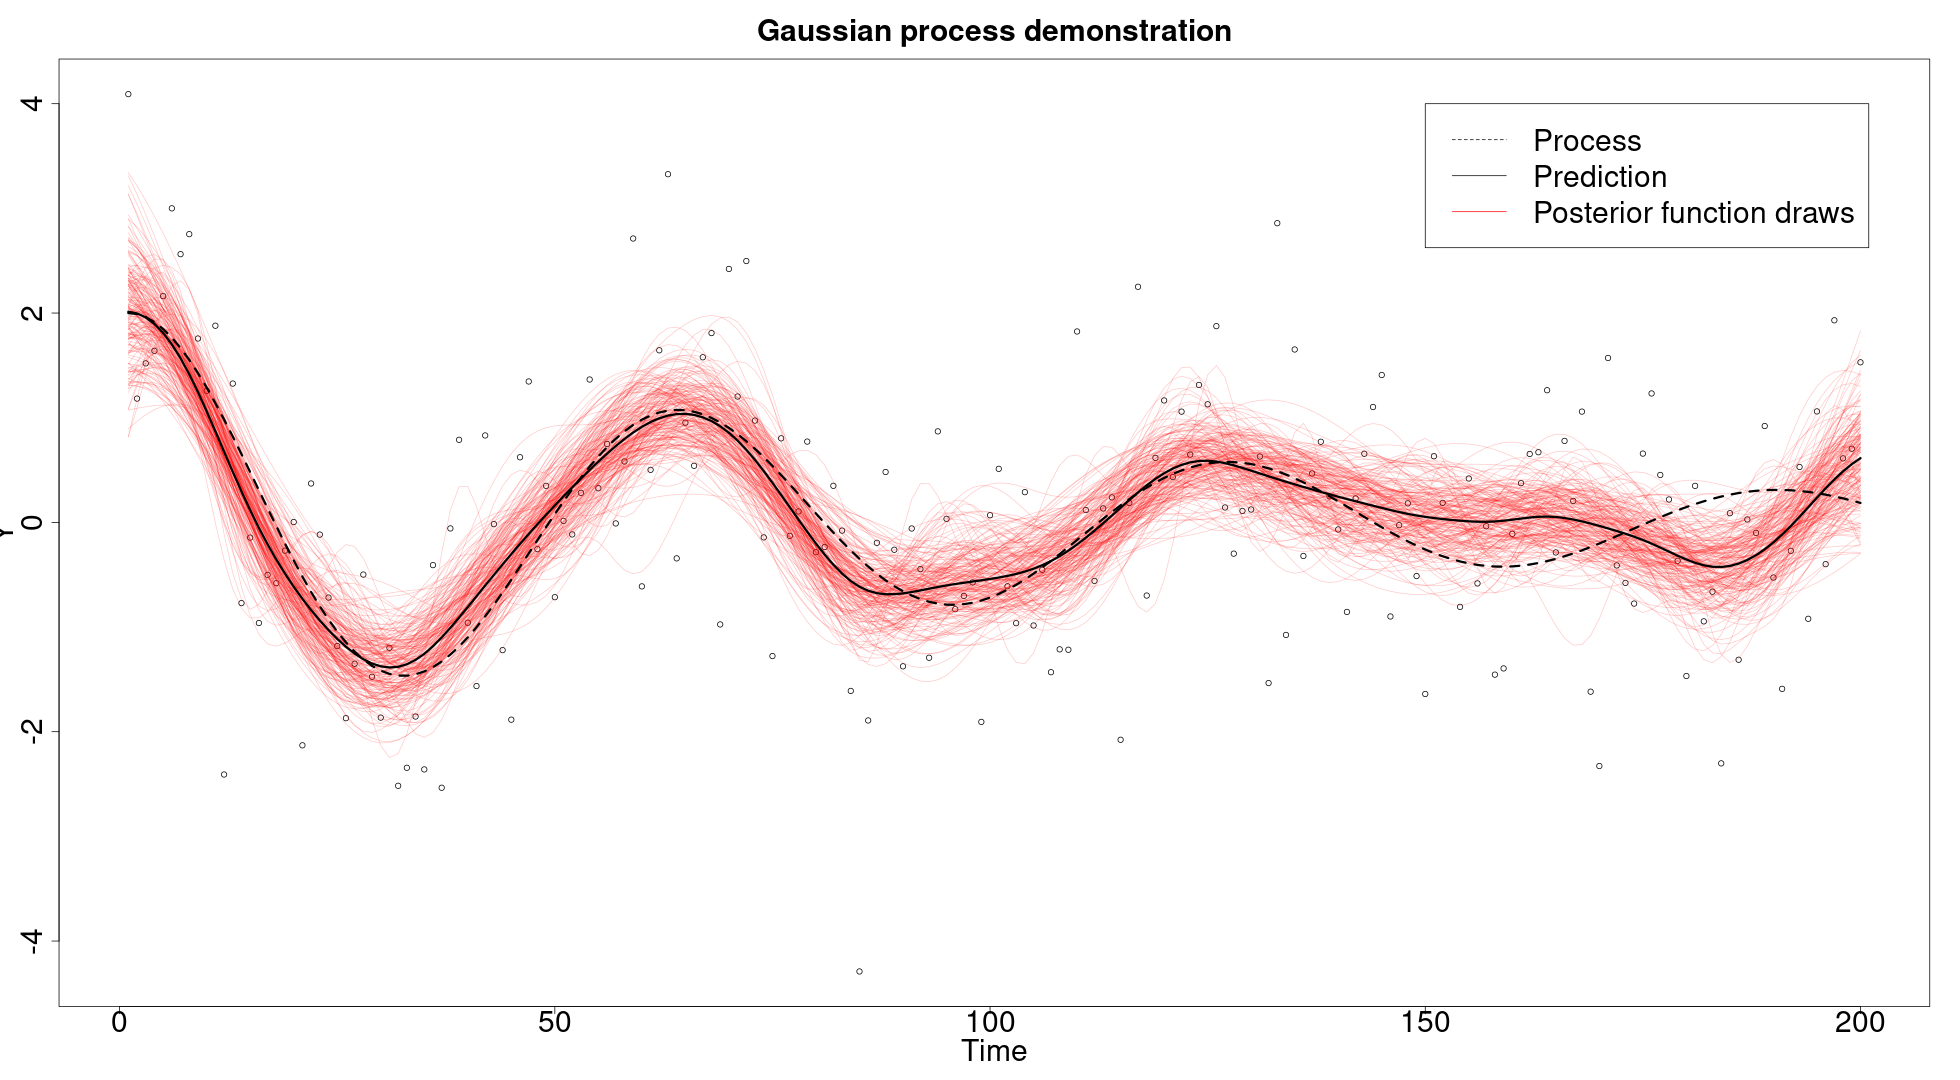 Gaussian process demonstration
Process
Prediction
Posterior function draws
4
2
0
-2
-4
Y
0 50 100 150 200
Time